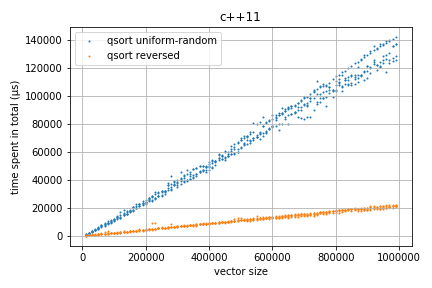 c++11
qsort uniform-random
qsort reversed
time spent in total (µs)
140000
120000
100000
80000
60000
40000
20000
0
0 200000 400000 600000 800000 1000000
vector size